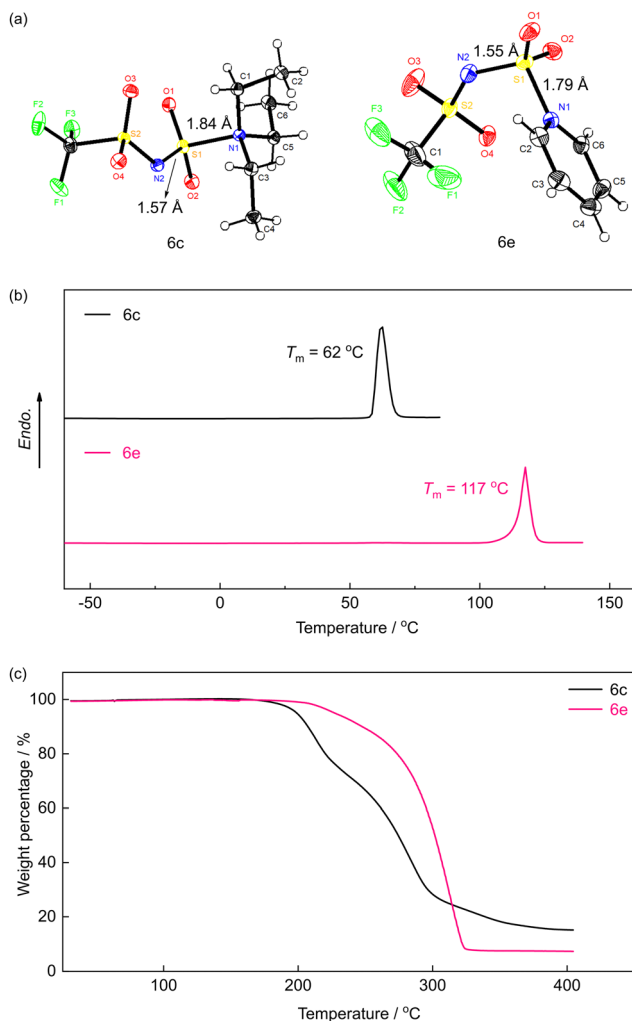 (a)
O3
O1
C1
C2
F2
F3
C6
S2
1.84 Å
C5
S1
N1
O4
N2
C3
F1
O2
1.57 Å
C4
6c
O1
1.55 Å
O2
O3
N2
S1
1.79 Å
S2
N1
F3
O4
C1
C2
C6
F1
C3
C5
F2
C4
6e
(b)
6c
Tm = 62 °C
6e
Tm = 117 °C
Endo.
-50
0
50
100
150
Temperature / °C
(c)
6c
6e
100
80
60
40
20
0
Weight percentage / %
100
200
300
400
Temperature / °C